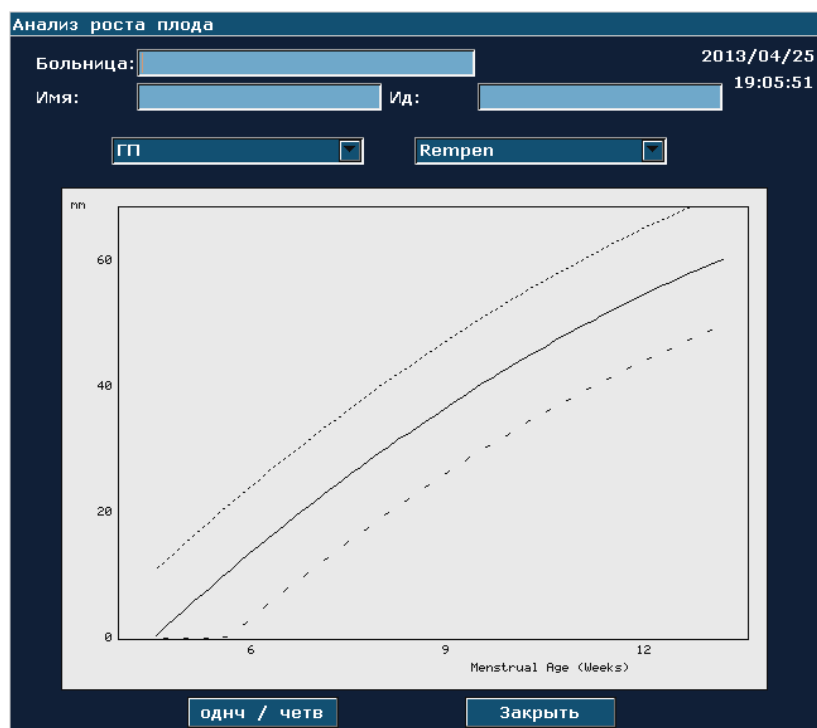 Анализ роста плода
Больница:
2013/04/25
Имя:
Ид:
19:05:51
ГП
Rempen
mm
60
40
20
0
6
9
12
Menstrual Age (Weeks)
однч / четв
Закрыть